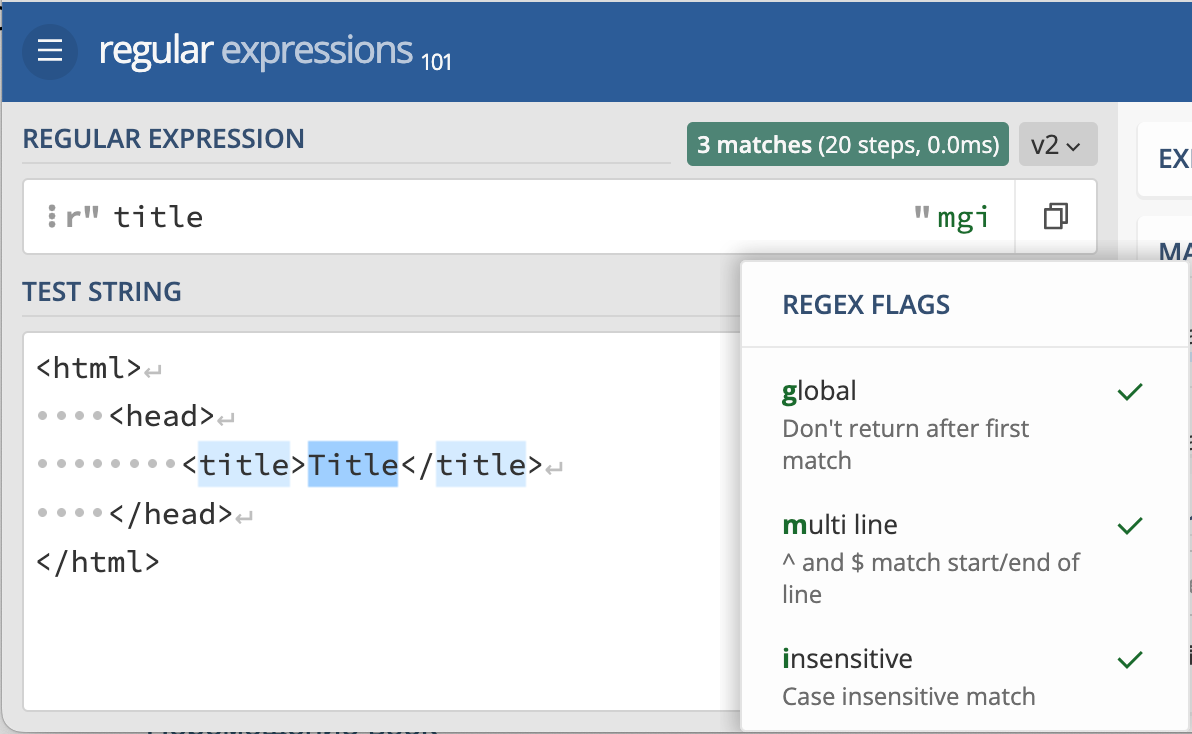 regular expressions 101
REGULAR EXPRESSION
3 matches (20 steps, 0.0ms)
v2
r" title " mgi
TEST STRING
<html>↵
····<head>↵
········<title>Title</title>↵
····</head>↵
</html>
REGEX FLAGS
global
Don't return after first
match
multi line
^ and $ match start/end of
line
insensitive
Case insensitive match